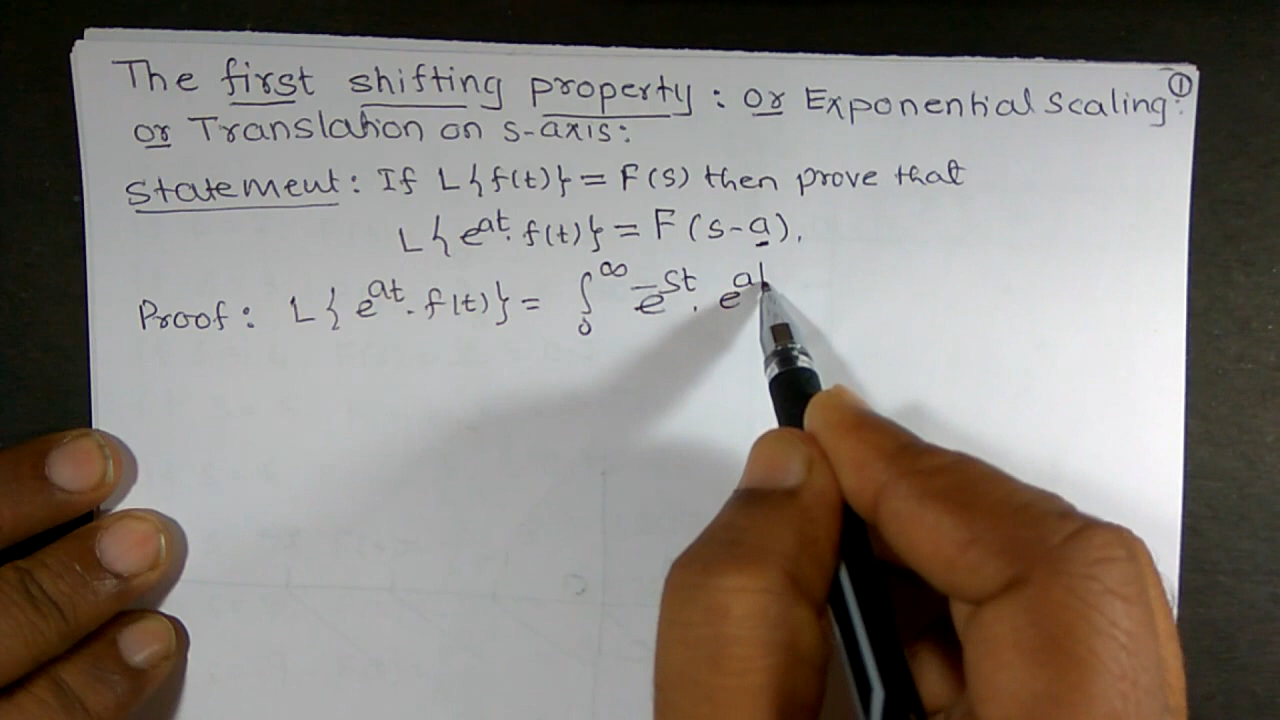 The first shifting property : or Exponential Scaling: ①
or Translation on s-axis:
Statement: If L{f(t)} = F(s) then prove that
L{e^at. f(t)} = F(s-a).
Proof: L{e^at. f(t)} = ∫₀^∞ e^-st. e^a